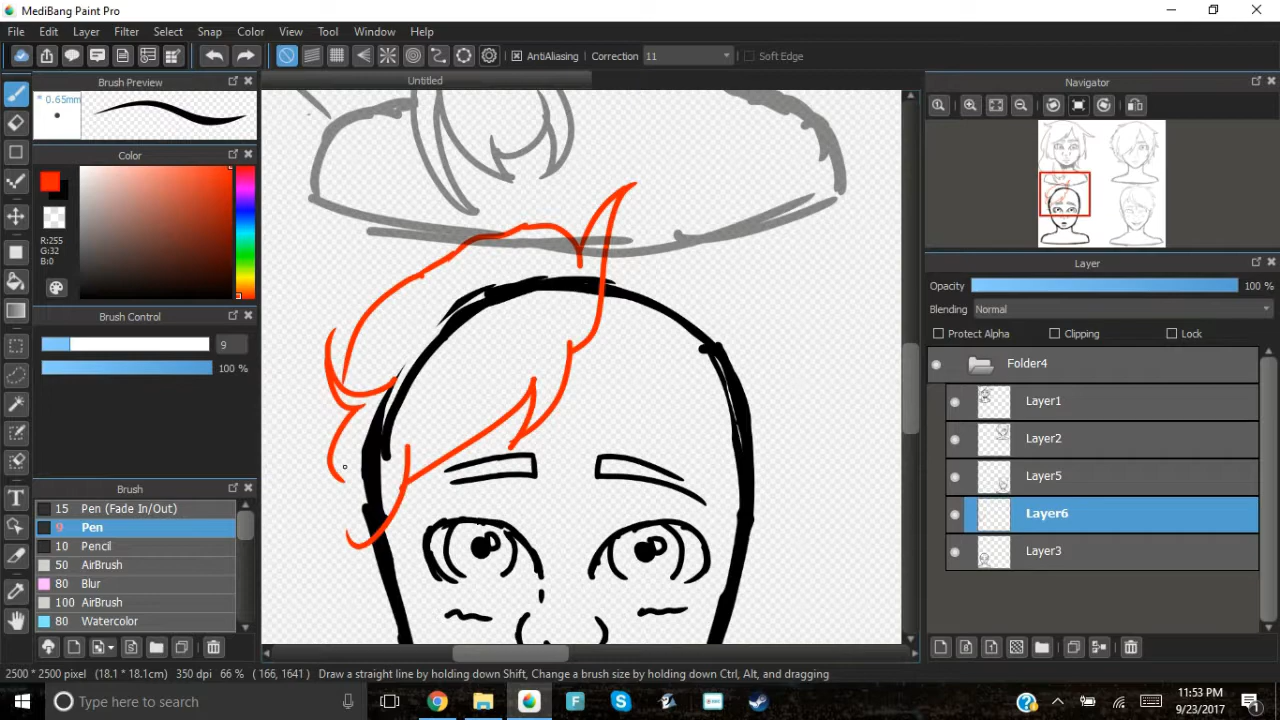 MediBang Paint Pro
File Edit Layer Filter Select Snap Color View Tool Window Help
AntiAliasing Correction 11 Soft Edge
Brush Preview
Untitled
Navigator
* 0.65mm
Color
R:255
G:32
B:0
Brush Control
9
100 %
Brush
15 Pen (Fade In/Out)
9 Pen
10 Pencil
50 AirBrush
80 Blur
100 AirBrush
80 Watercolor
Layer
Opacity 100 %
Blending Normal
Protect Alpha Clipping Lock
Folder4
Layer1
Layer2
Layer5
Layer6
Layer3
2500 * 2500 pixel (18.1 * 18.1cm) 350 dpi 66 % ( 166, 1641) Draw a straight line by holding down Shift, Change a brush size by holding down Ctrl, Alt, and dragging
Type here to search
11:53 PM
9/23/2017